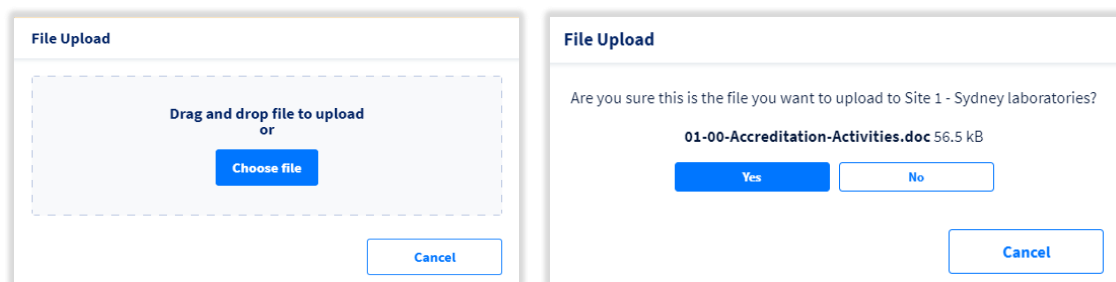 File Upload
Drag and drop file to upload
or
Choose file
Cancel
File Upload
Are you sure this is the file you want to upload to Site 1 - Sydney laboratories?
01-00-Accreditation-Activities.doc 56.5 kB
Yes No
Cancel